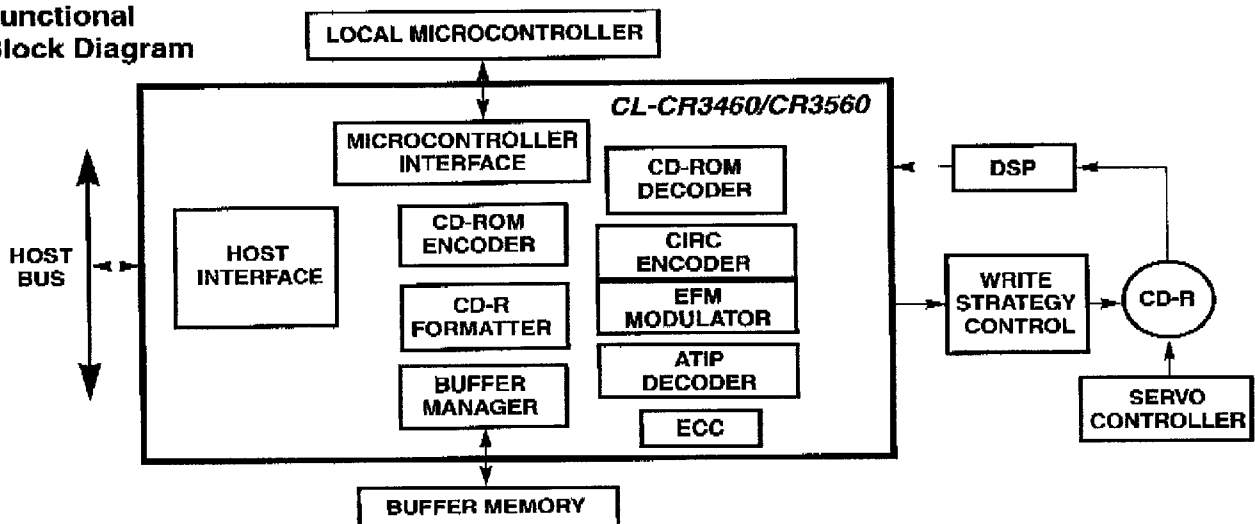 Functional
Block Diagram
LOCAL MICROCONTROLLER
CL-CR3460/CR3560
MICROCONTROLLER
INTERFACE
CD-ROM
DECODER
DSP
HOST
BUS
HOST
INTERFACE
CD-ROM
ENCODER
CIRC
ENCODER
CD-R
FORMATTER
EFM
MODULATOR
WRITE
STRATEGY
CONTROL
CD-R
BUFFER
MANAGER
ATIP
DECODER
ECC
SERVO
CONTROLLER
BUFFER MEMORY